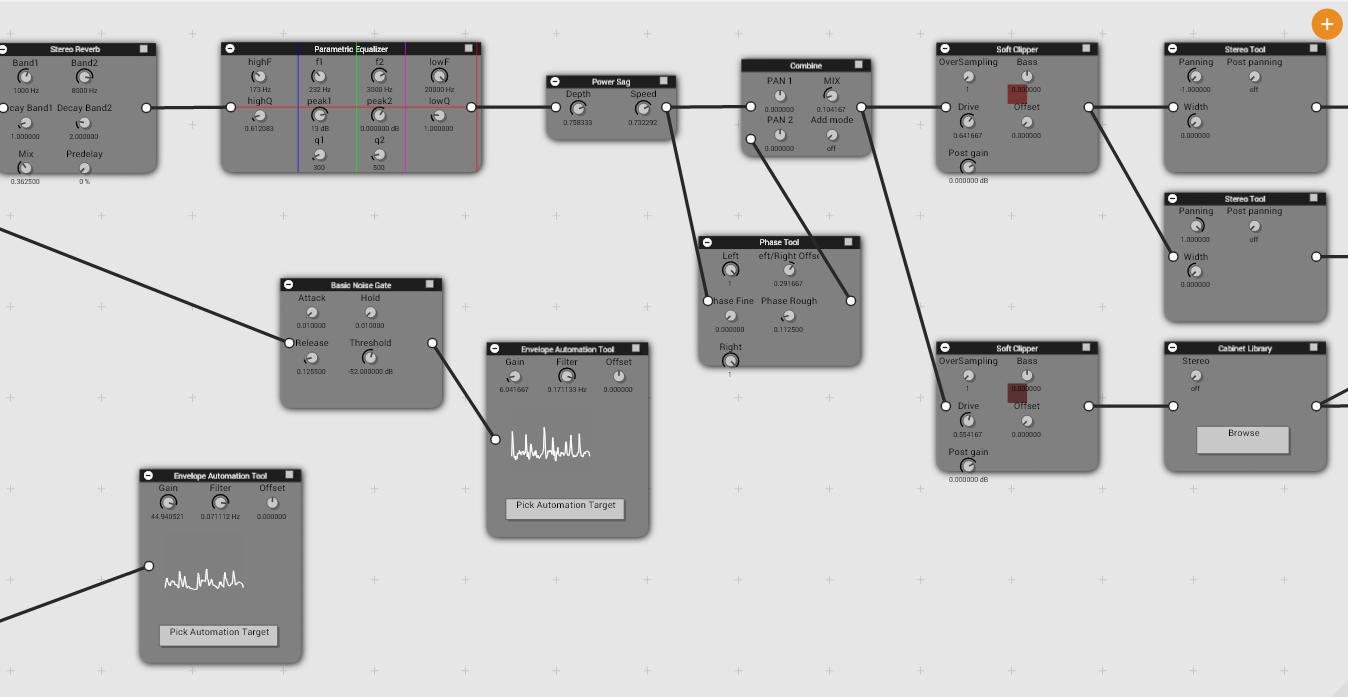 Stereo Reverb
Band1 Band2
1000 Hz 8000 Hz
cay Band1 Decay Band2
1.000000 2.000000
Mix Predelay
0.362500 0 %
Parametric Equalizer
highF f1 f2 lowF
173 Hz 232 Hz 3000 Hz 20000 Hz
highQ peak1 peak2 lowQ
0.612083 13 dB 0.000000 dB 1.000000
q1 q2
300 500
Power Sag
Depth Speed
0.758333 0.732292
Combine
PAN 1 MIX
0.000000 0.104167
PAN 2 Add mode
0.000000 off
Soft Clipper
OverSampling Bass
1 0.000000
Drive Offset
0.641667 0.000000
Post gain
0.000000 dB
Stereo Tool
Panning Post panning
-1.000000 off
Width
0.000000
Stereo Tool
Panning Post panning
1.000000 off
Width
0.000000
Phase Tool
Left eft/Right Offse
1 0.291667
hase Fine Phase Rough
0.000000 0.112500
Right
1
Basic Noise Gate
Attack Hold
0.010000 0.010000
Release Threshold
0.125500 -52.000000 dB
Envelope Automation Tool
Gain Filter Offset
6.041667 0.171133 Hz 0.000000
Pick Automation Target
Soft Clipper
OverSampling Bass
1 0.000000
Drive Offset
0.554167 0.000000
Post gain
0.000000 dB
Cabinet Library
Stereo
off
Browse
Envelope Automation Tool
Gain Filter Offset
44.940521 0.071112 Hz 0.000000
Pick Automation Target